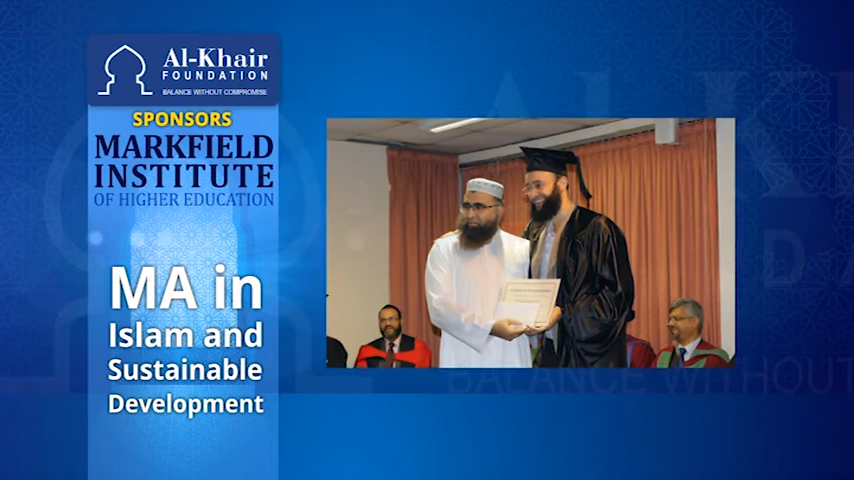 Al-Khair
FOUNDATION
BALANCE WITHOUT COMPROMISE
SPONSORS
MARKFIELD
INSTITUTE
OF HIGHER EDUCATION
MA in
Islam and
Sustainable
Development
BALANCE WITHOUT